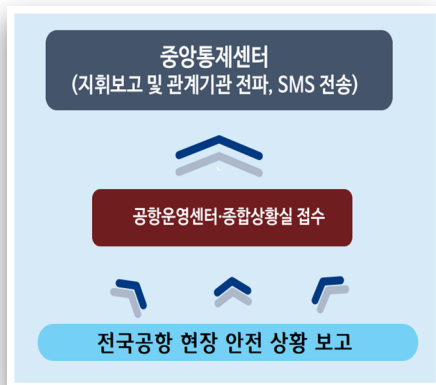 중앙통제센터
(지휘보고 및 관계기관 전파, SMS 전송)
공항운영센터·종합상황실 접수
전국공항 현장 안전 상황 보고